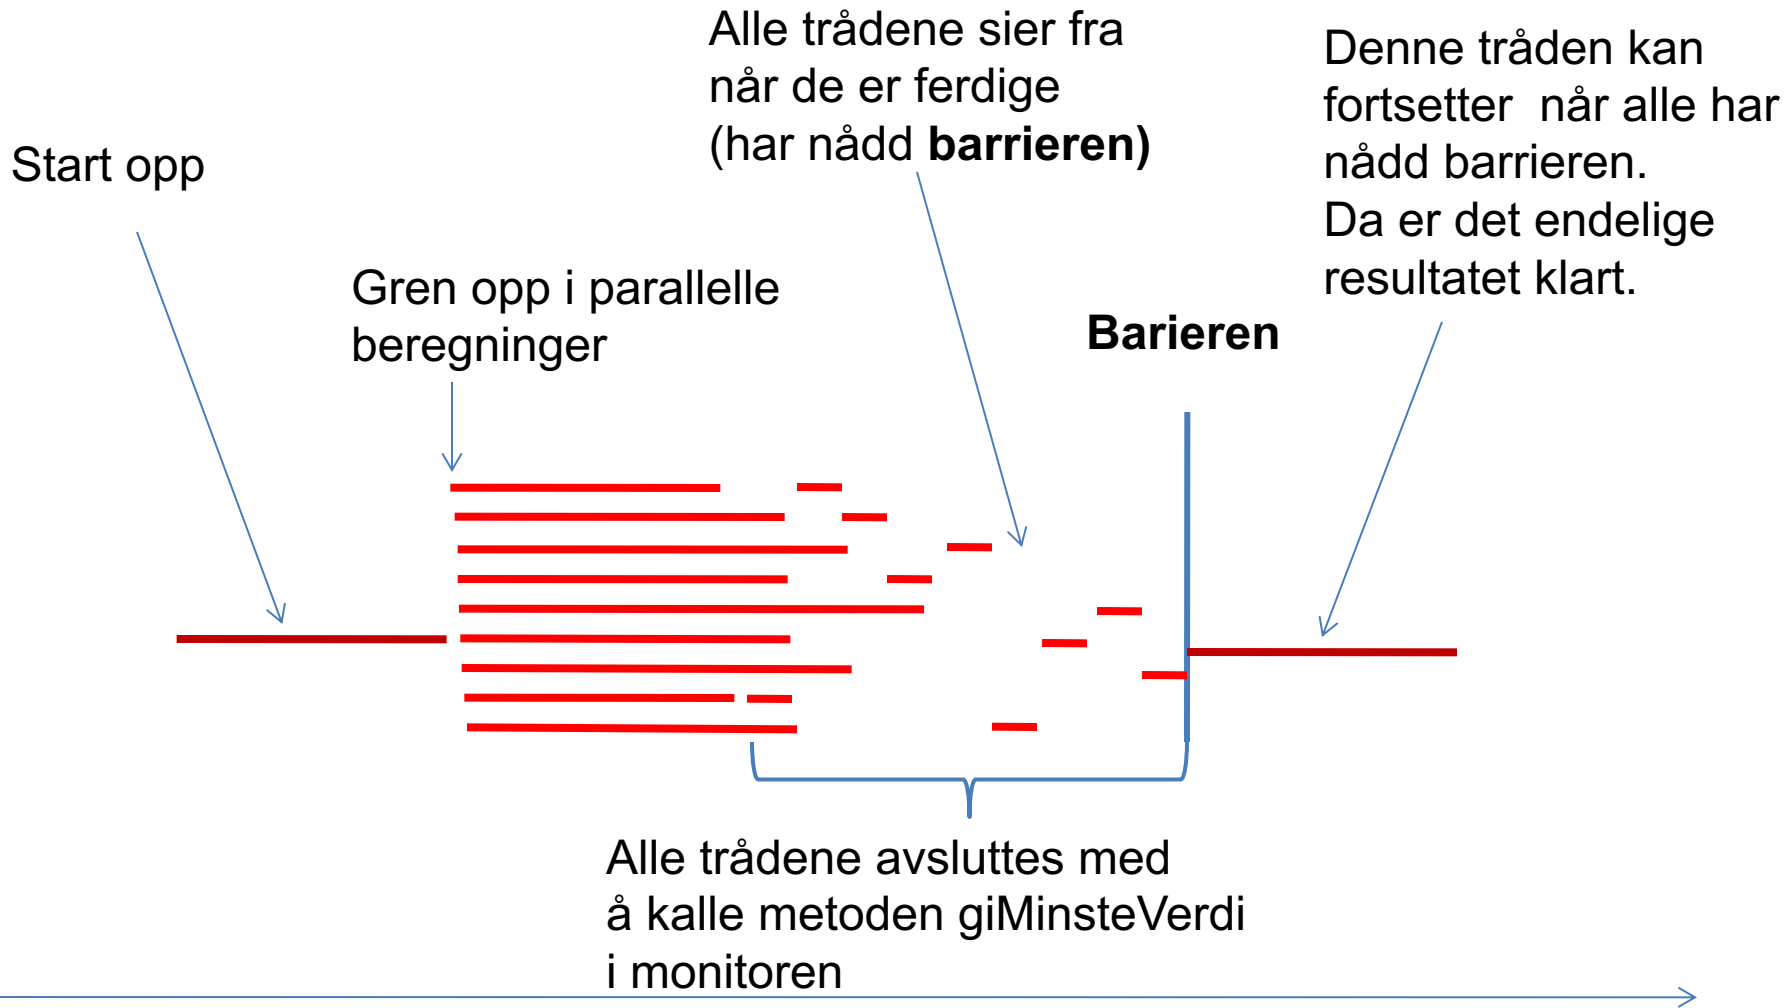 Start opp
Gren opp i parallelle
beregninger
Alle trådene sier fra
når de er ferdige
(har nådd barrieren)
Barieren
Denne tråden kan
fortsetter  når alle har
nådd barrieren.
Da er det endelige
resultatet klart.
Alle trådene avsluttes med
å kalle metoden giMinsteVerdi
i monitoren